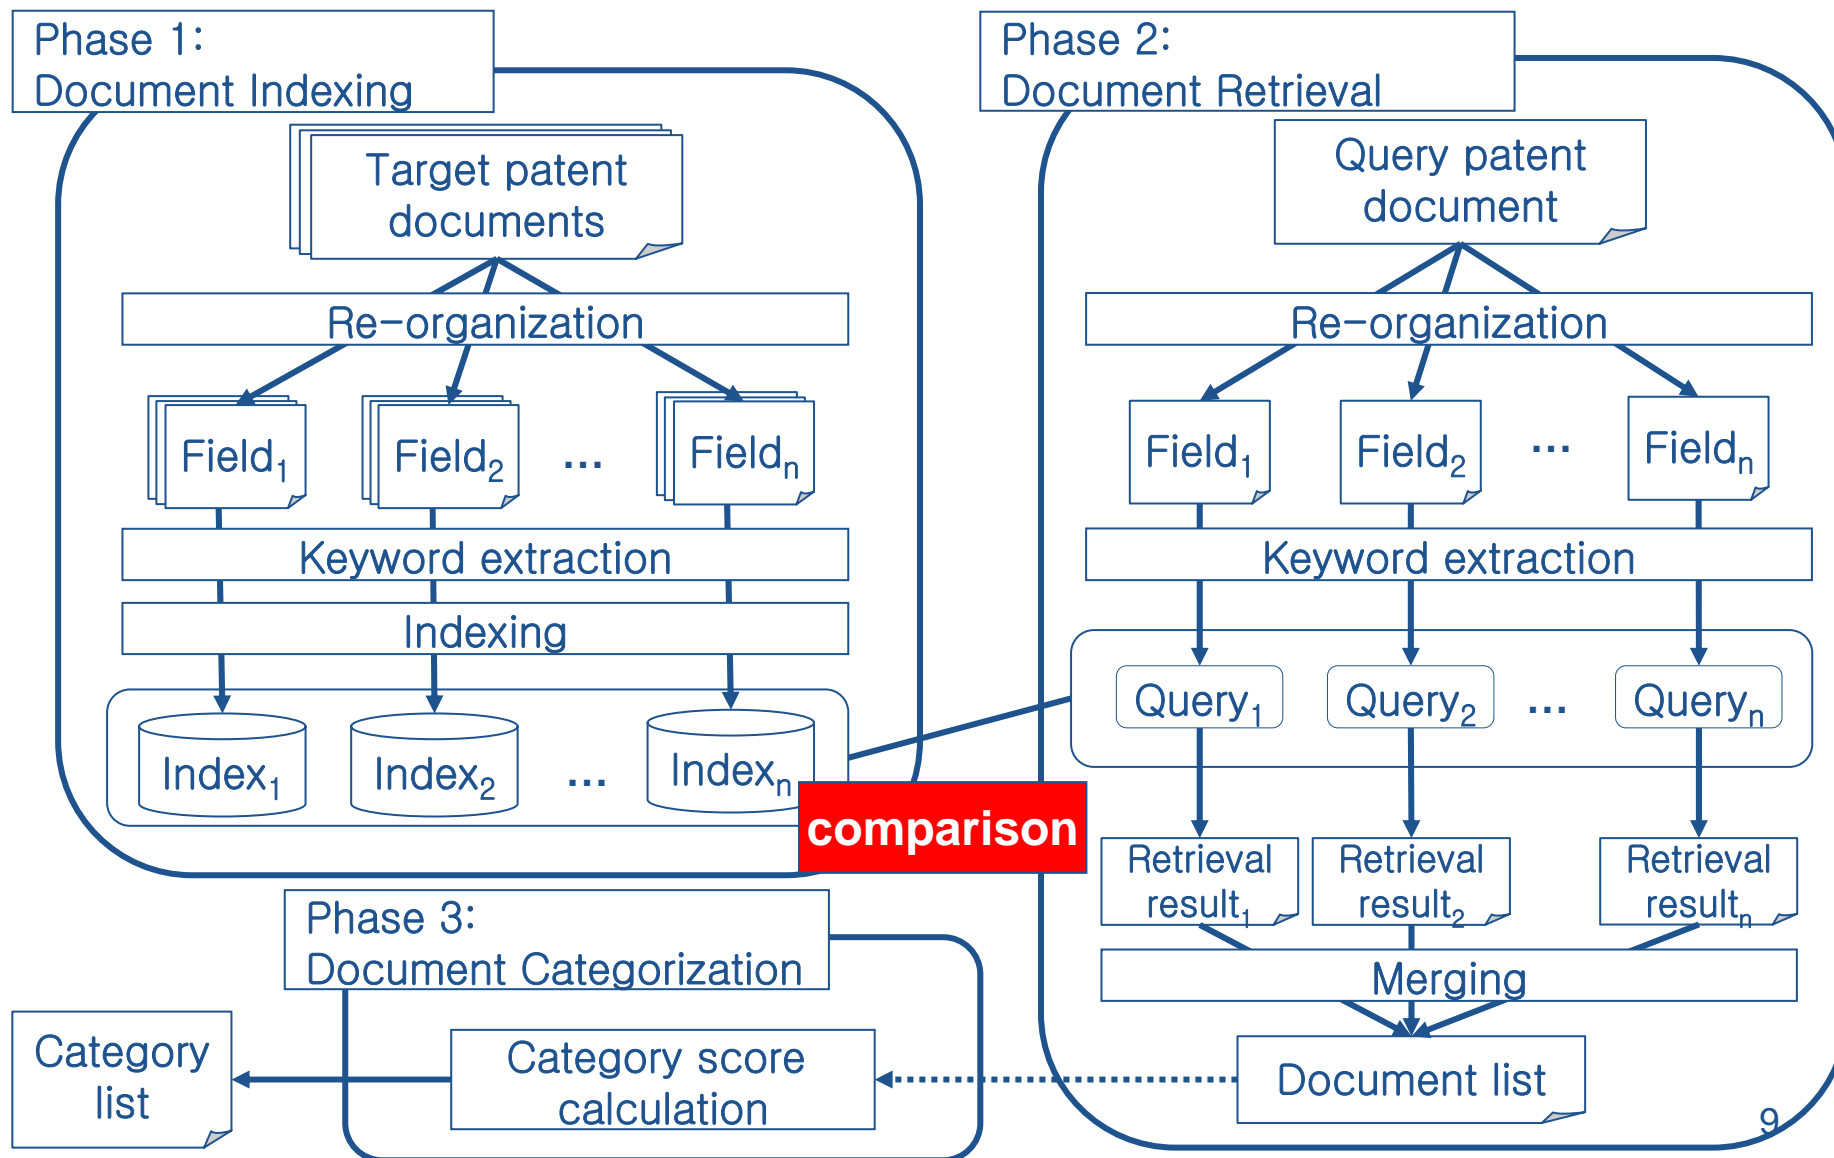 Phase 1:
Document Indexing
Target patent
documents
Re-organization
Field1
Field2
...
Fieldn
Keyword extraction
Indexing
Index1
Index2
...
Indexn
comparison
Phase 2:
Document Retrieval
Query patent
document
Re-organization
Field1
Field2
...
Fieldn
Keyword extraction
Query1
Query2
...
Queryn
Retrieval
result1
Retrieval
result2
Retrieval
resultn
Merging
Document list
Phase 3:
Document Categorization
Category score
calculation
Category
list
9